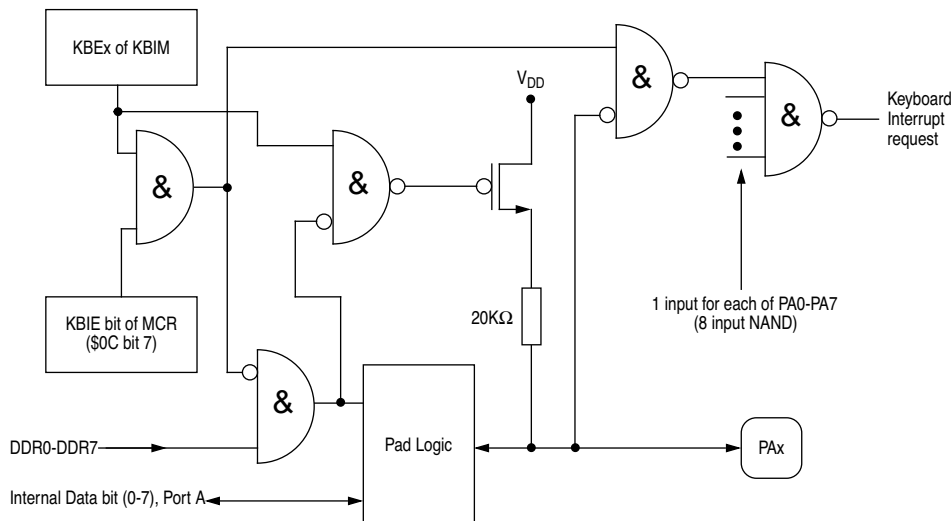 KBEx of KBIM
&
VDD
&
Keyboard
Interrupt
request
&
&
KBIE bit of MCR
($0C bit 7)
20KΩ
1 input for each of PA0-PA7
(8 input NAND)
&
DDR0-DDR7
Pad Logic
PAx
Internal Data bit (0-7), Port A